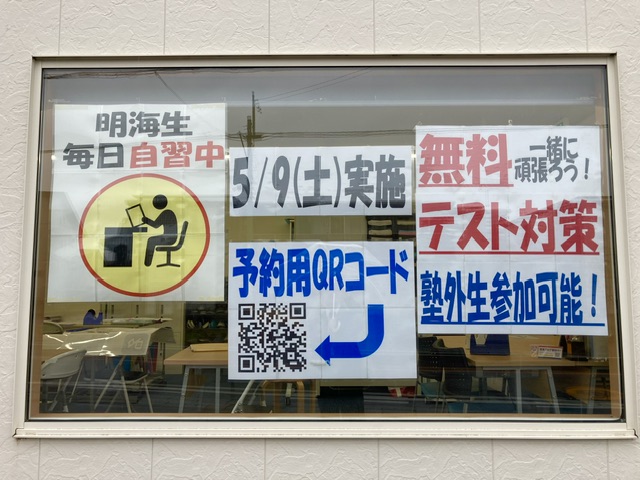 明海生
毎日自習中
5/9(土)実施
予約用QRコード
無料
一緒に
頑張ろう!
テスト対策
塾外生参加可能!